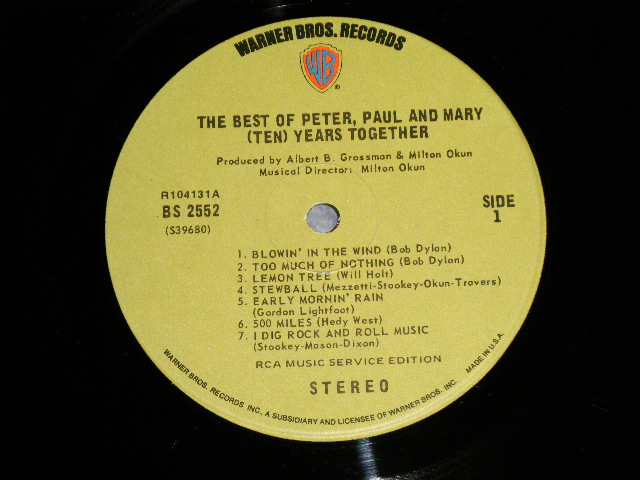 WARNER BROS. RECORDS
WB
®
THE BEST OF PETER, PAUL AND MARY
(TEN) YEARS TOGETHER
Produced by Albert B. Grossman & Milton Okun
Musical Director: Milton Okun
R104131A
BS 2552
(S39680)
SIDE
1
1. BLOWIN' IN THE WIND (Bob Dylan)
2. TOO MUCH OF NOTHING (Bob Dylan)
3. LEMON TREE (Will Holt)
4. STEWBALL (Mezzetti-Stookey-Okun-Travers)
5. EARLY MORNIN' RAIN
(Gordon Lightfoot)
6. 500 MILES (Hedy West)
7. I DIG ROCK AND ROLL MUSIC
(Stookey-Mason-Dixon)
RCA MUSIC SERVICE EDITION
STEREO
WARNER BROS. RECORDS INC. A SUBSIDIARY AND LICENSEE OF WARNER BROS. INC. MADE IN U.S.A.